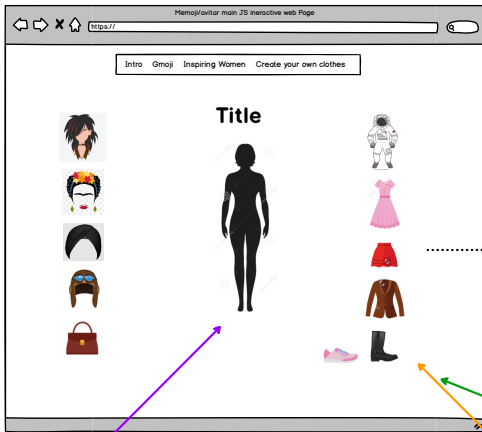 Memoji/avitar main JS ineractive web Page
https://
Intro Gmoji Inspiring Women Create your own clothes
Title